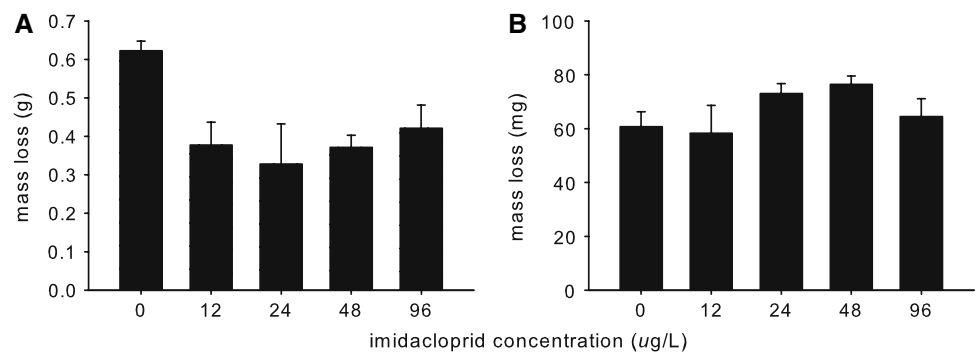 A
B
mass loss (g)
0.7
0.6
0.5
0.4
0.3
0.2
0.1
0.0
0 12 24 48 96
mass loss (mg)
100
80
60
40
20
0
0 12 24 48 96
imidacloprid concentration (ug/L)